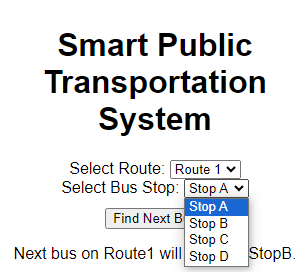 Smart Public
Transportation
System
Select Route: Route 1
Select Bus Stop: Stop A
Stop A
Stop B
Stop C
Stop D
Find Next B
Next bus on Route1 will StopB.